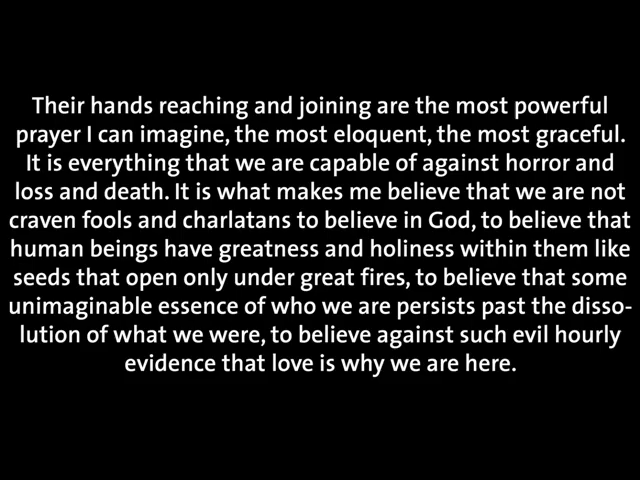 Their hands reaching and joining are the most powerful
prayer I can imagine, the most eloquent, the most graceful.
It is everything that we are capable of against horror and
loss and death. It is what makes me believe that we are not
craven fools and charlatans to believe in God, to believe that
human beings have greatness and holiness within them like
seeds that open only under great fires, to believe that some
unimaginable essence of who we are persists past the disso-
lution of what we were, to believe against such evil hourly
evidence that love is why we are here.